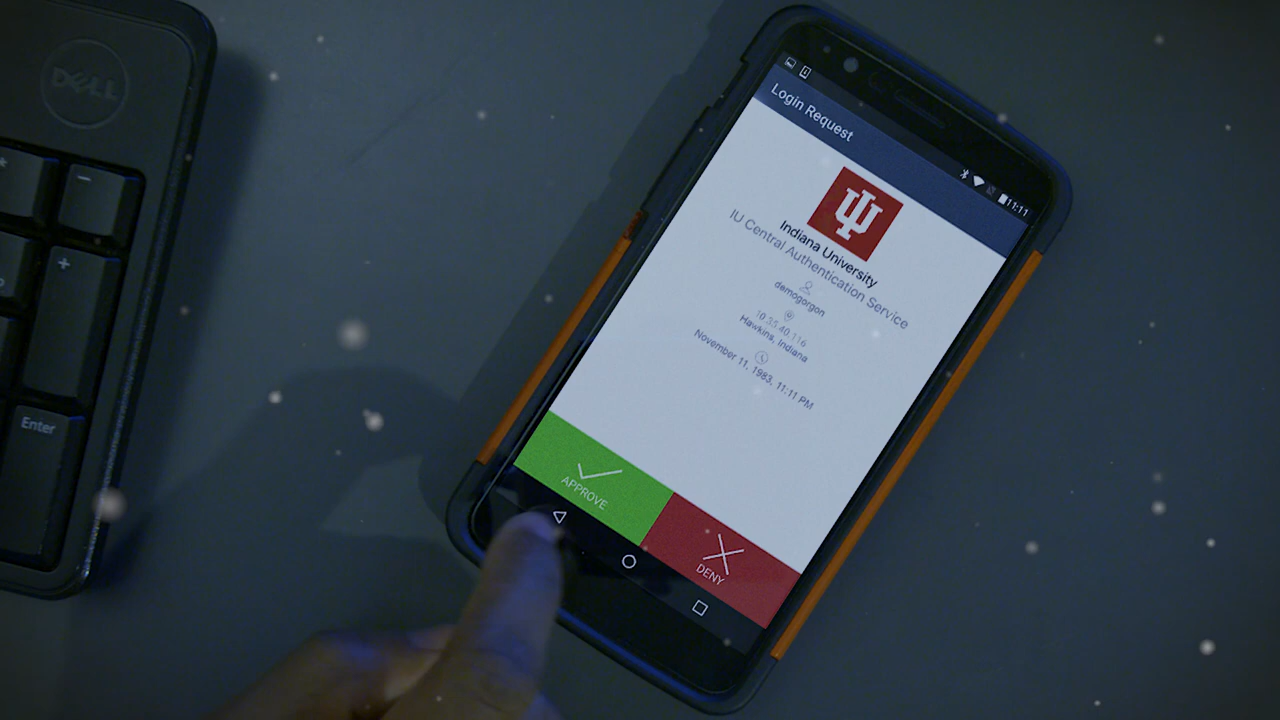 DELL
*
-
+
Enter
11:11
Login Request
Indiana University
IU Central Authentication Service
demogorgon
10.35.40.116
Hawkins, Indiana
November 11, 1983, 11:11 PM
APPROVE
DENY